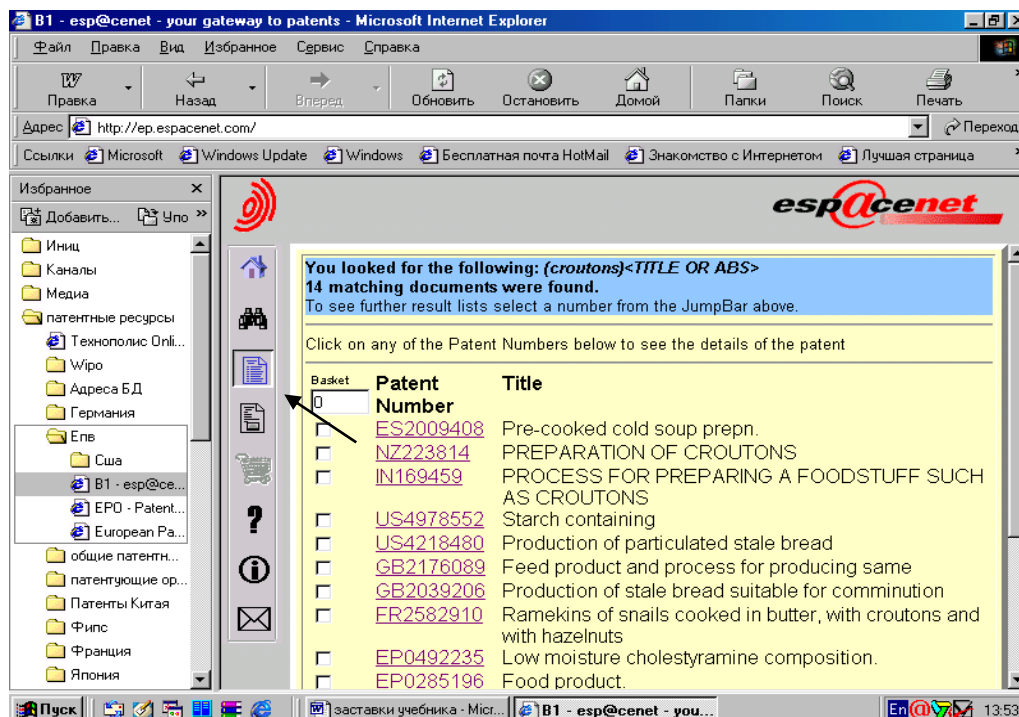 B1 - esp@cenet - your gateway to patents - Microsoft Internet Explorer
Файл Правка Вид Избранное Сервис Справка
Правка Назад Вперед Обновить Остановить Домой Папки Поиск Печать
Адрес http://ep.espacenet.com/ Переход
Ссылки Microsoft Windows Update Windows Бесплатная почта HotMail Знакомство с Интернетом Лучшая страница
Избранное
Добавить... Упо »
Иниц
Каналы
Медиа
патентные ресурсы
Технополис Onli...
Wipo
Адреса БД
Германия
Епв
Сша
B1 - esp@ce...
EPO - Patent...
European Pa...
общие патентн...
патентующие ор...
Патенты Китая
Фипс
Франция
Япония
esp@cenet
You looked for the following: (croutons)<TITLE OR ABS>
14 matching documents were found.
To see further result lists select a number from the JumpBar above.
Click on any of the Patent Numbers below to see the details of the patent
Basket Patent Number Title
0
ES2009408 Pre-cooked cold soup prepn.
NZ223814 PREPARATION OF CROUTONS
IN169459 PROCESS FOR PREPARING A FOODSTUFF SUCH
AS CROUTONS
US4978552 Starch containing
US4218480 Production of particulated stale bread
GB2176089 Feed product and process for producing same
GB2039206 Production of stale bread suitable for comminution
FR2582910 Ramekins of snails cooked in butter, with croutons and
with hazelnuts
EP0492235 Low moisture cholestyramine composition.
EP0285196 Food product.
Пуск заставки учебника - Micr... B1 - esp@cenet - you... En 13:53